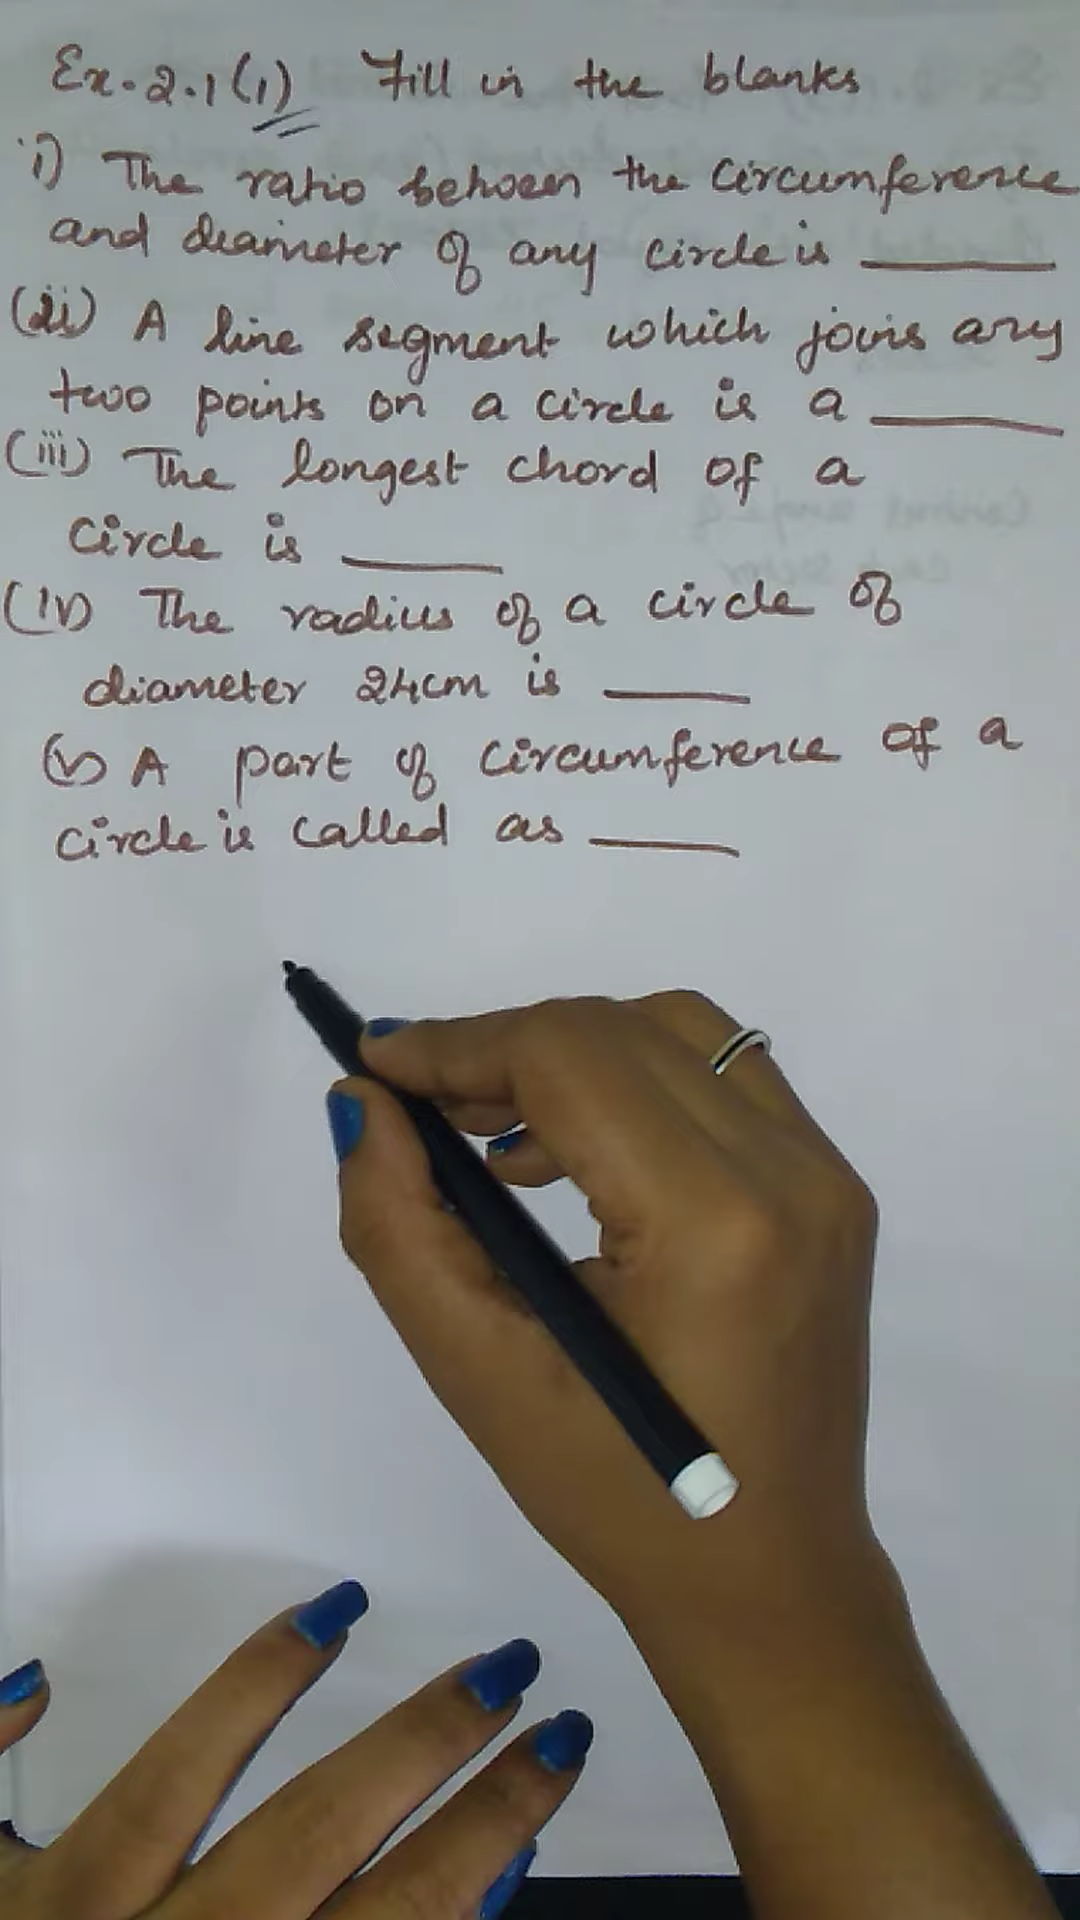 Ex.2.1(1) Fill in the blanks
i) The ratio between the circumference
and diameter of any circle is ______
(ii) A line segment which joins any
two points on a circle is a ______
(iii) The longest chord of a
circle is ______
(iv) The radius of a circle of
diameter 24cm is ______
(v) A part of circumference of a
circle is called as ______